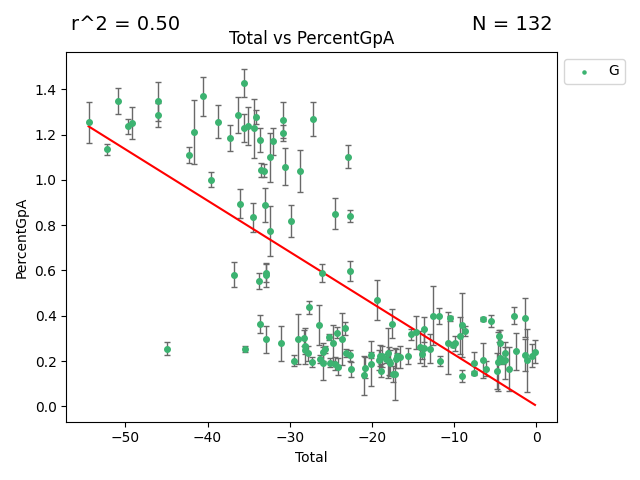 r^2 = 0.50
N = 132
Total vs PercentGpA
G
PercentGpA
1.4
1.2
1.0
0.8
0.6
0.4
0.2
0.0
−50
−40
−30
−20
−10
0
Total